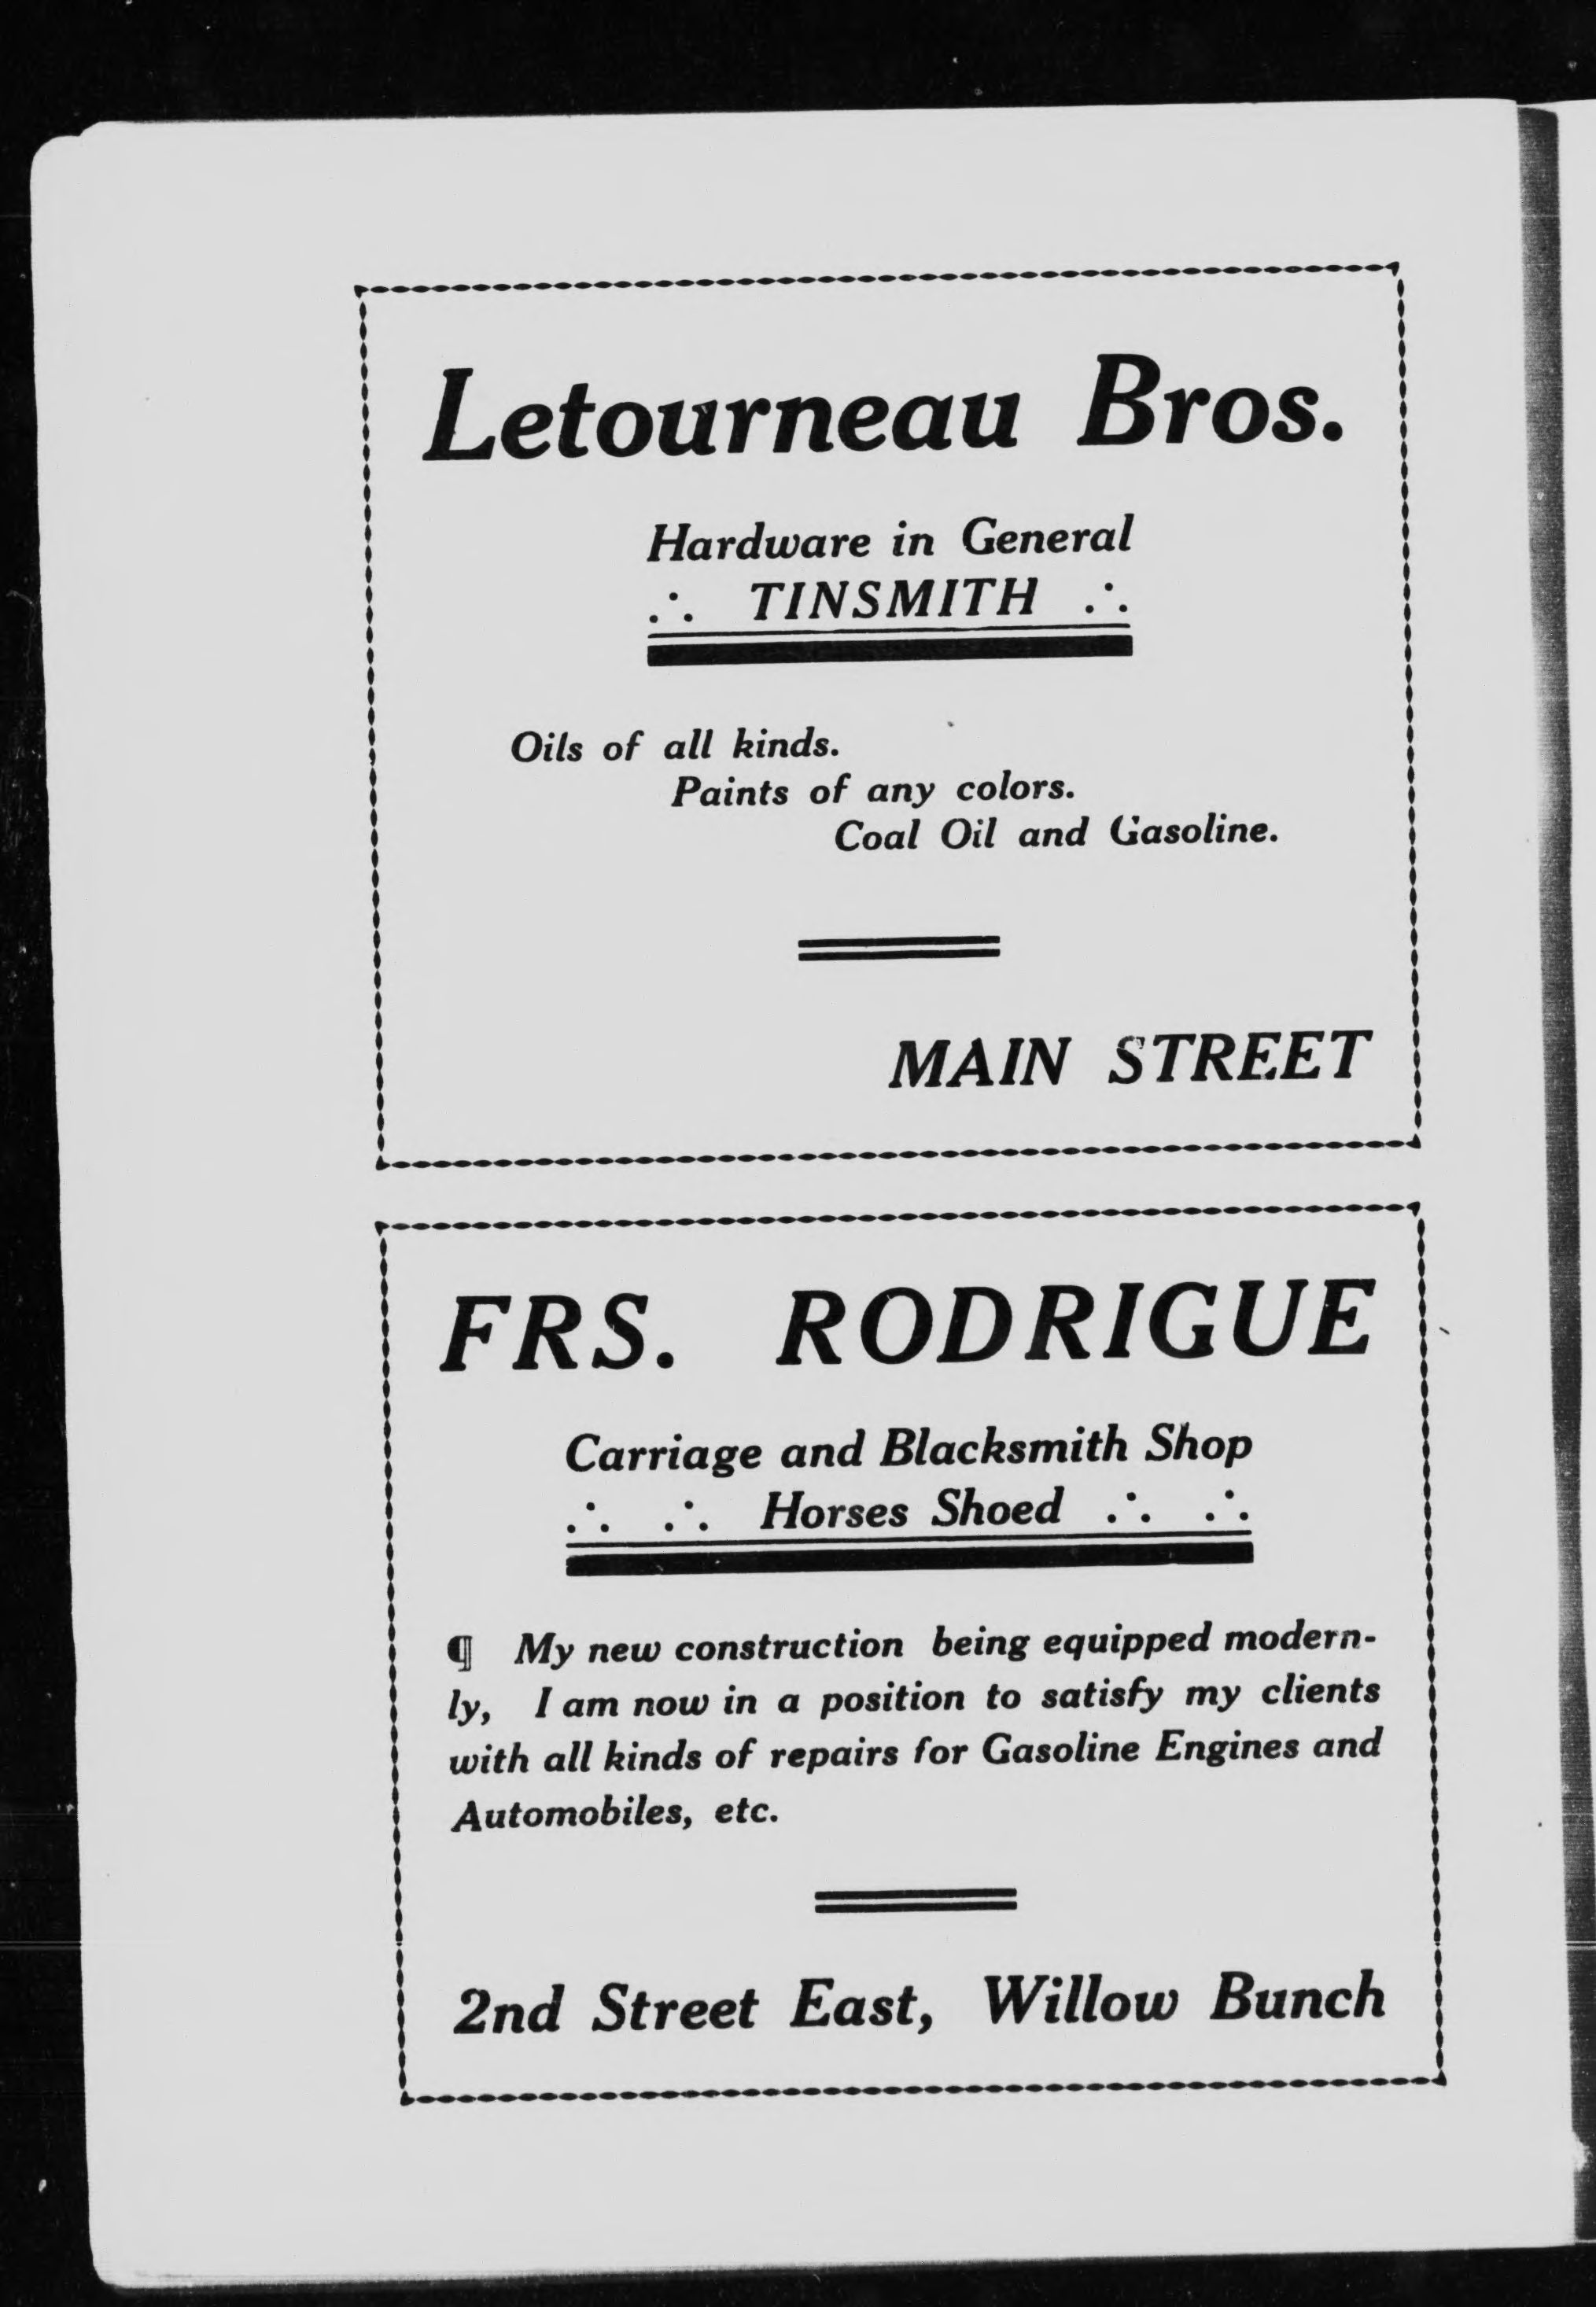 Letourneau Bros.
Hardware in General
∴ TINSMITH ∴
Oils of all kinds.
Paints of any colors.
Coal Oil and Gasoline.
MAIN STREET
FRS. RODRIGUE
Carriage and Blacksmith Shop
∴ ∴ Horses Shoed ∴ ∴
¶ My new construction being equipped modern-
ly, I am now in a position to satisfy my clients
with all kinds of repairs for Gasoline Engines and
Automobiles, etc.
2nd Street East, Willow Bunch